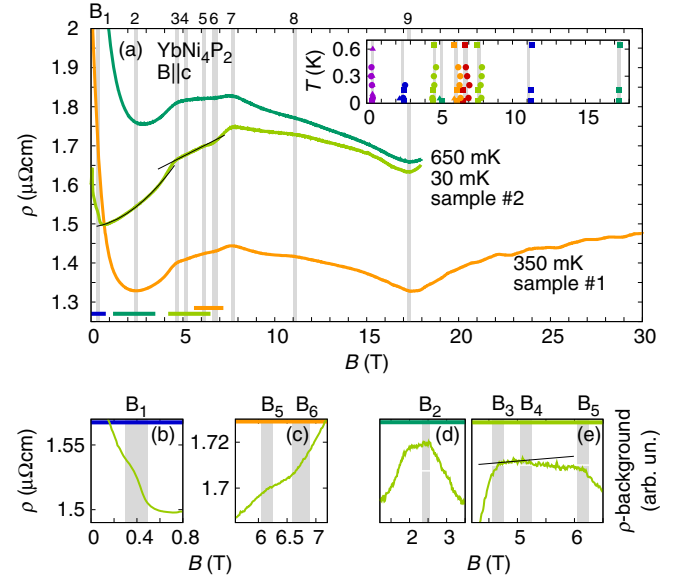 B1 2 34 56 7 8 9
(a) YbNi4P2
B||c
2
1.9
1.8
1.7
1.6
1.5
1.4
1.3
ρ (μΩcm)
0.6
0.3
0
T (K)
0 5 10 15
650 mK
30 mK
sample #2
350 mK
sample #1
0 5 10 15 20 25 30
B (T)
B1
(b)
1.55
1.5
ρ (μΩcm)
0 0.4 0.8
B5 B6
(c)
1.72
1.7
6 6.5 7
B (T)
B2
(d)
2 3
B3 B4 B5
(e)
5 6
B (T)
ρ-background
(arb. un.)